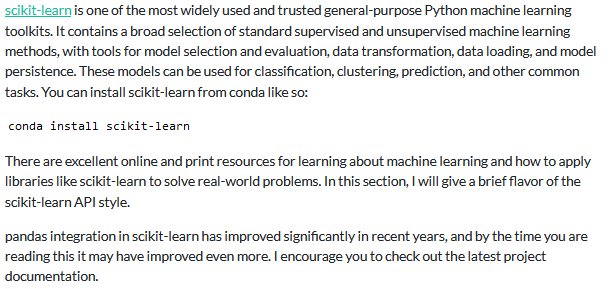 scikit-learn is one of the most widely used and trusted general-purpose Python machine learning
toolkits. It contains a broad selection of standard supervised and unsupervised machine learning
methods, with tools for model selection and evaluation, data transformation, data loading, and model
persistence. These models can be used for classification, clustering, prediction, and other common
tasks. You can install scikit-learn from conda like so:
conda install scikit-learn
There are excellent online and print resources for learning about machine learning and how to apply
libraries like scikit-learn to solve real-world problems. In this section, I will give a brief flavor of the
scikit-learn API style.
pandas integration in scikit-learn has improved significantly in recent years, and by the time you are
reading this it may have improved even more. I encourage you to check out the latest project
documentation.